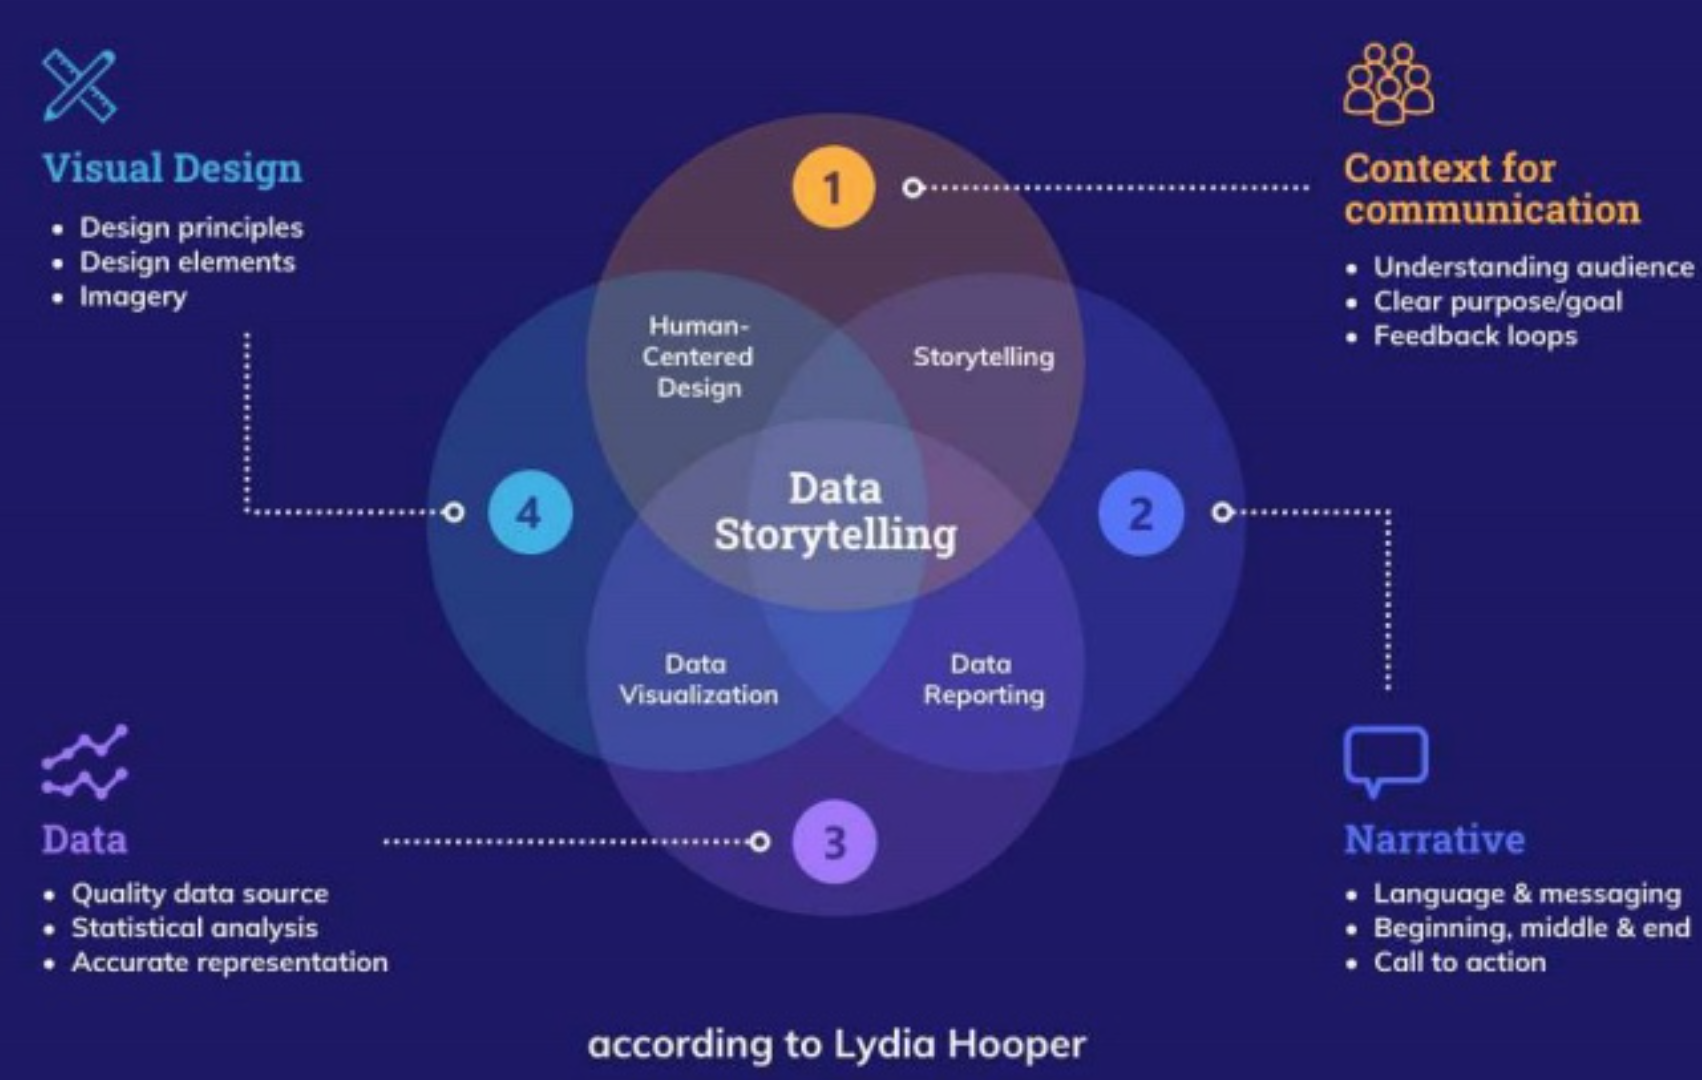 Visual Design
• Design principles
• Design elements
• Imagery
1
Context for
communication
• Understanding audience
• Clear purpose/goal
• Feedback loops
Human-
Centered
Design
Storytelling
4
Data
Storytelling
2
Data
Visualization
Data
Reporting
Data
• Quality data source
• Statistical analysis
• Accurate representation
3
Narrative
• Language & messaging
• Beginning, middle & end
• Call to action
according to Lydia Hooper